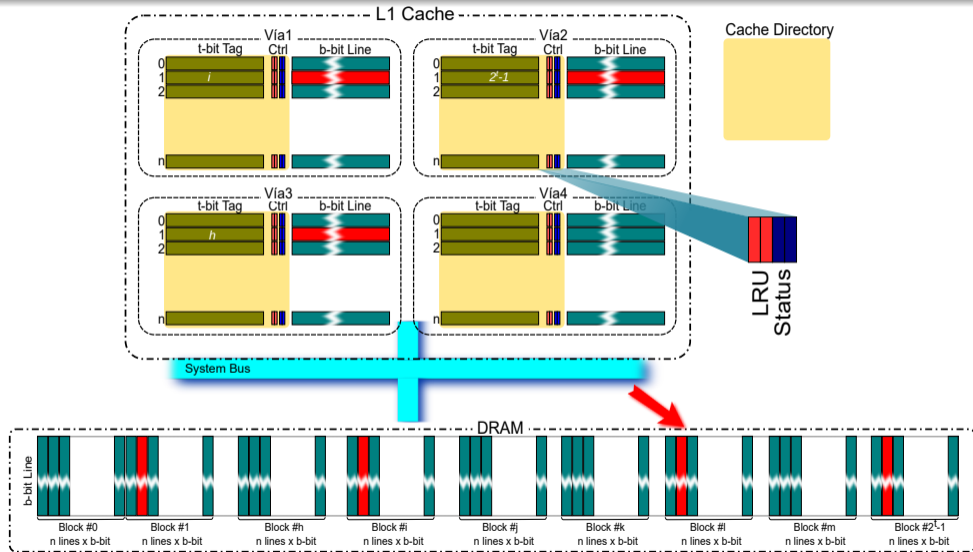 L1 Cache
Cache Directory
Vía1
t-bit Tag Ctrl b-bit Line
0
1 i
2
n
Vía2
t-bit Tag Ctrl b-bit Line
0
1 2^t-1
2
n
Vía3
t-bit Tag Ctrl b-bit Line
0
1 h
2
n
Vía4
t-bit Tag Ctrl b-bit Line
0
1
2
n
LRU
Status
System Bus
DRAM
b-bit Line
Block #0 Block #1 Block #h Block #i Block #j Block #k Block #l Block #m Block #2^t-1
n lines x b-bit n lines x b-bit n lines x b-bit n lines x b-bit n lines x b-bit n lines x b-bit n lines x b-bit n lines x b-bit n lines x b-bit